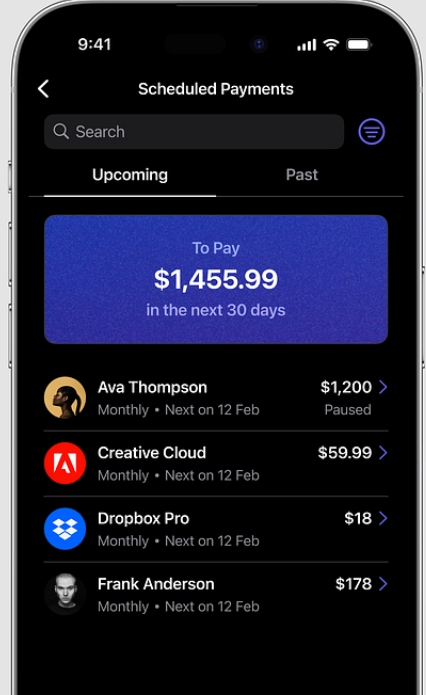 9:41
Scheduled Payments
Search
Upcoming Past
To Pay
$1,455.99
in the next 30 days
Ava Thompson $1,200
Monthly • Next on 12 Feb Paused
Creative Cloud $59.99
Monthly • Next on 12 Feb
Dropbox Pro $18
Monthly • Next on 12 Feb
Frank Anderson $178
Monthly • Next on 12 Feb